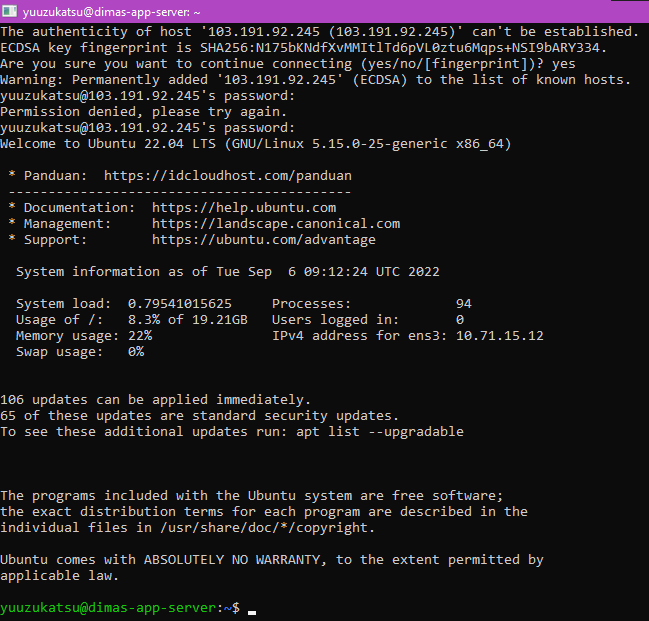 yuuzukatsu@dimas-app-server: ~
The authenticity of host '103.191.92.245 (103.191.92.245)' can't be established.
ECDSA key fingerprint is SHA256:N175bKNdfXvMMItlTd6pVL0ztu6Mqps+NSI9bARY334.
Are you sure you want to continue connecting (yes/no/[fingerprint])? yes
Warning: Permanently added '103.191.92.245' (ECDSA) to the list of known hosts.
yuuzukatsu@103.191.92.245's password:
Permission denied, please try again.
yuuzukatsu@103.191.92.245's password:
Welcome to Ubuntu 22.04 LTS (GNU/Linux 5.15.0-25-generic x86_64)
* Panduan:  https://idcloudhost.com/panduan
-------------------------------------------
* Documentation:  https://help.ubuntu.com
* Management:     https://landscape.canonical.com
* Support:        https://ubuntu.com/advantage
System information as of Tue Sep  6 09:12:24 UTC 2022
System load:  0.79541015625     Processes:             94
Usage of /:   8.3% of 19.21GB   Users logged in:       0
Memory usage: 22%               IPv4 address for ens3: 10.71.15.12
Swap usage:   0%
106 updates can be applied immediately.
65 of these updates are standard security updates.
To see these additional updates run: apt list --upgradable
The programs included with the Ubuntu system are free software;
the exact distribution terms for each program are described in the
individual files in /usr/share/doc/*/copyright.
Ubuntu comes with ABSOLUTELY NO WARRANTY, to the extent permitted by
applicable law.
yuuzukatsu@dimas-app-server:~$